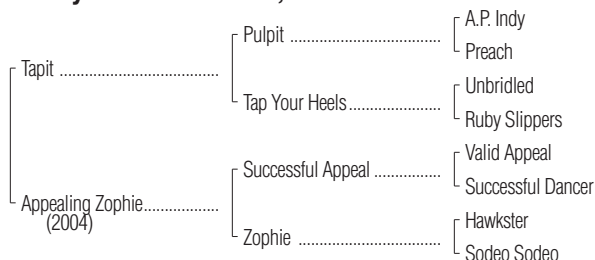 A.P. Indy
Pulpit ........................................
Preach
Tapit ..........................................
Unbridled
Tap Your Heels ........................
Ruby Slippers
Valid Appeal
Successful Appeal .................
Successful Dancer
Appealing Zophie...................
(2004)
Hawkster
Zophie .....................................
Sodeo Sodeo